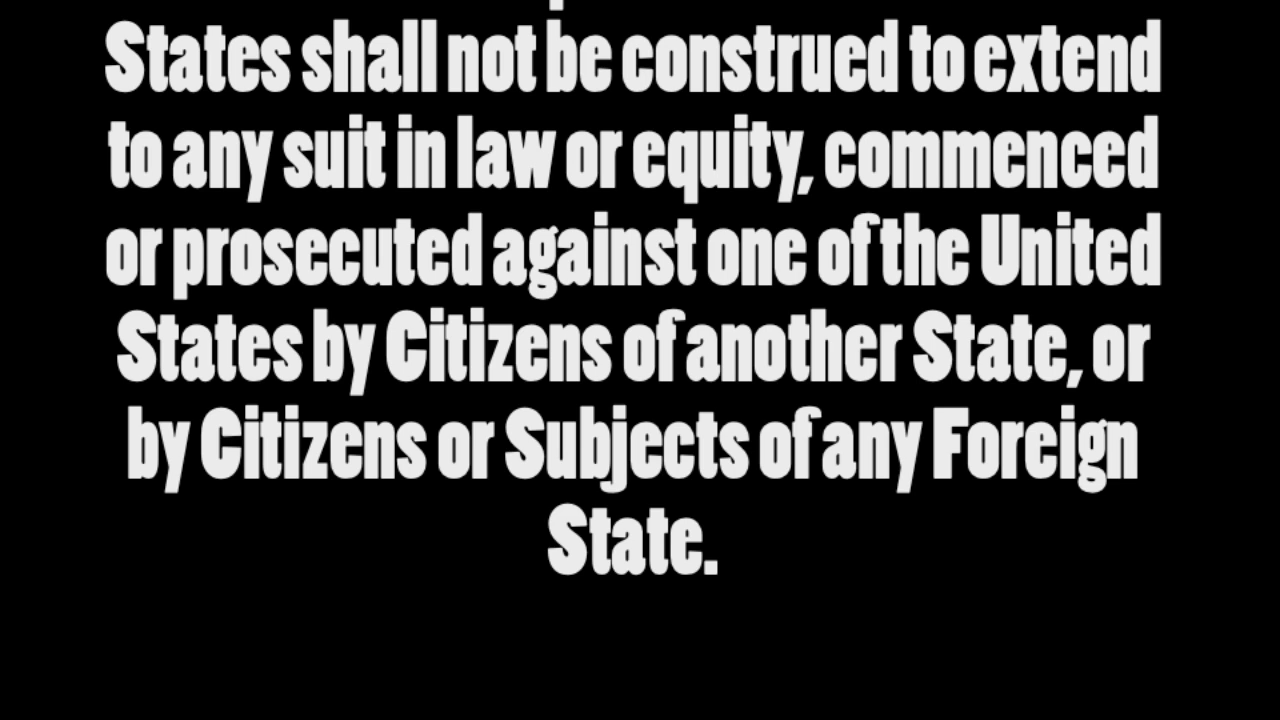 States shall not be construed to extend
to any suit in law or equity, commenced
or prosecuted against one of the United
States by Citizens of another State, or
by Citizens or Subjects of any Foreign
State.